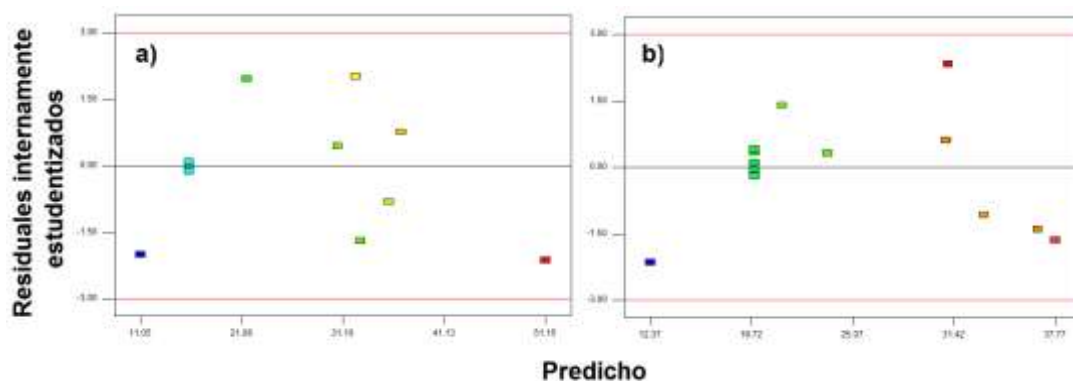 Residuales internamente
estudentizados
a)
3.00
1.50
0.00
-1.50
-3.00
11.05 21.08 31.10 41.13 51.15
b)
3.00
1.50
0.00
-1.50
-3.00
12.37 18.72 25.07 31.42 37.77
Predicho